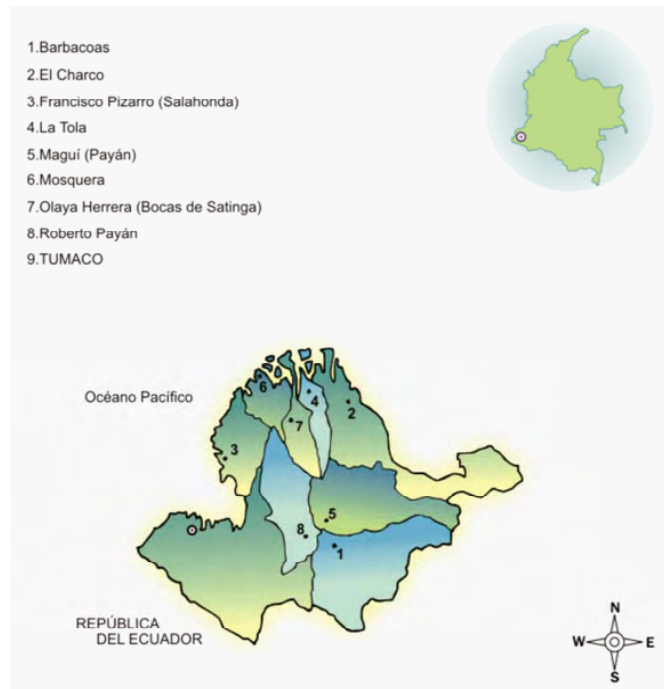 1.Barbacoas
2.El Charco
3.Francisco Pizarro (Salahonda)
4.La Tola
5.Maguí (Payán)
6.Mosquera
7.Olaya Herrera (Bocas de Satinga)
8.Roberto Payán
9.TUMACO
Océano Pacífico
6
4
2
7
3
5
8
1
REPÚBLICA
DEL ECUADOR
N
W
E
S